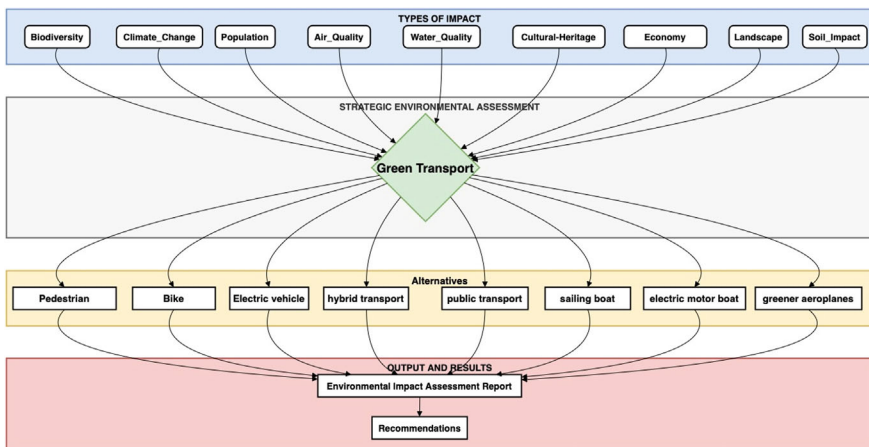 TYPES OF IMPACT
Biodiversity
Climate_Change
Population
Air_Quality
Water_Quality
Cultural-Heritage
Economy
Landscape
Soil_Impact
STRATEGIC ENVIRONMENTAL ASSESSMENT
Green Transport
Alternatives
Pedestrian
Bike
Electric vehicle
hybrid transport
public transport
sailing boat
electric motor boat
greener aeroplanes
OUTPUT AND RESULTS
Environmental Impact Assessment Report
Recommendations